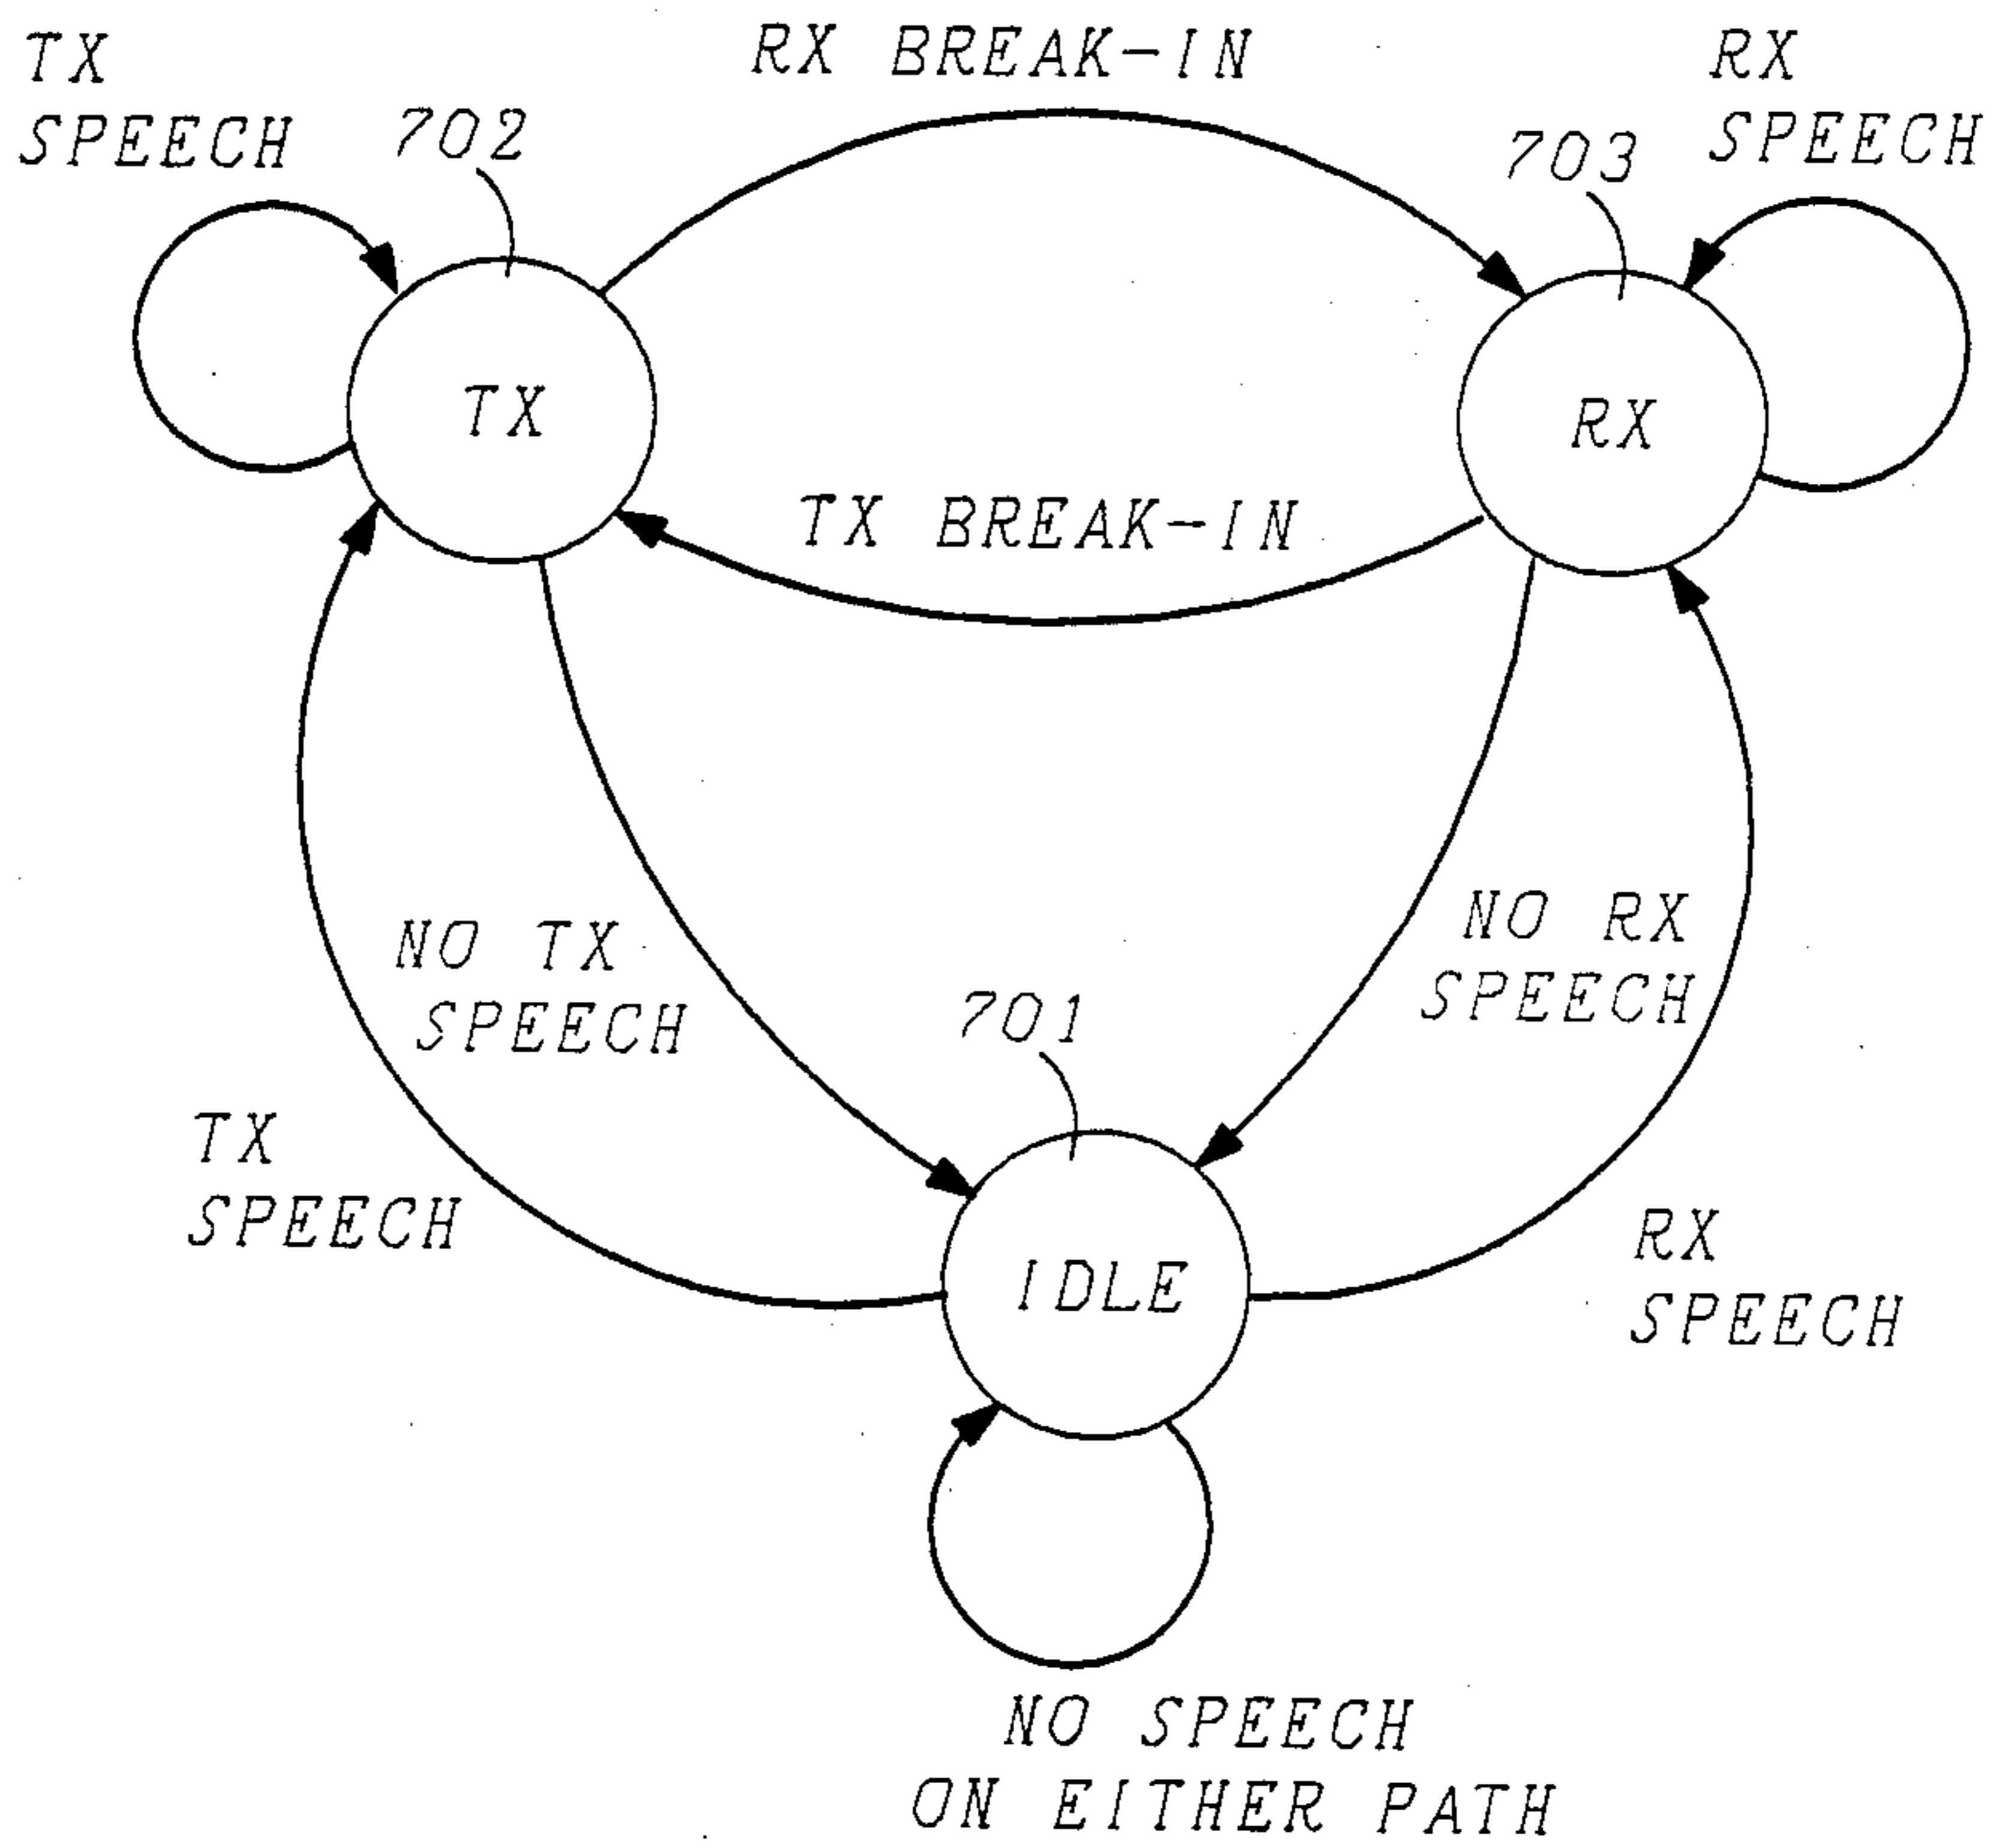 RX BREAK-IN
TX
SPEECH
702
RX
SPEECH
703
TX
RX
TX BREAK-IN
NO TX
SPEECH
NO RX
SPEECH
701
TX
SPEECH
IDLE
RX
SPEECH
NO SPEECH
ON EITHER PATH